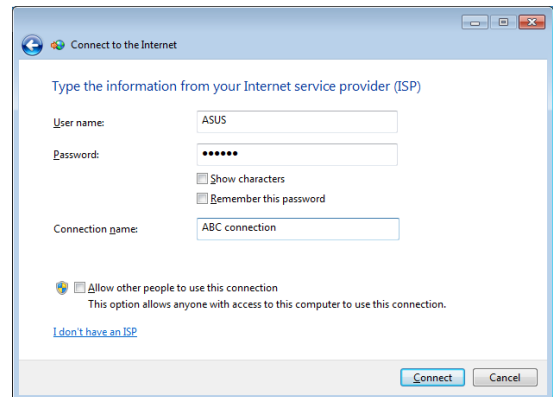 Connect to the Internet
Type the information from your Internet service provider (ISP)
User name: ASUS
Password: ••••••
Show characters
Remember this password
Connection name: ABC connection
Allow other people to use this connection
This option allows anyone with access to this computer to use this connection.
I don't have an ISP
Connect Cancel